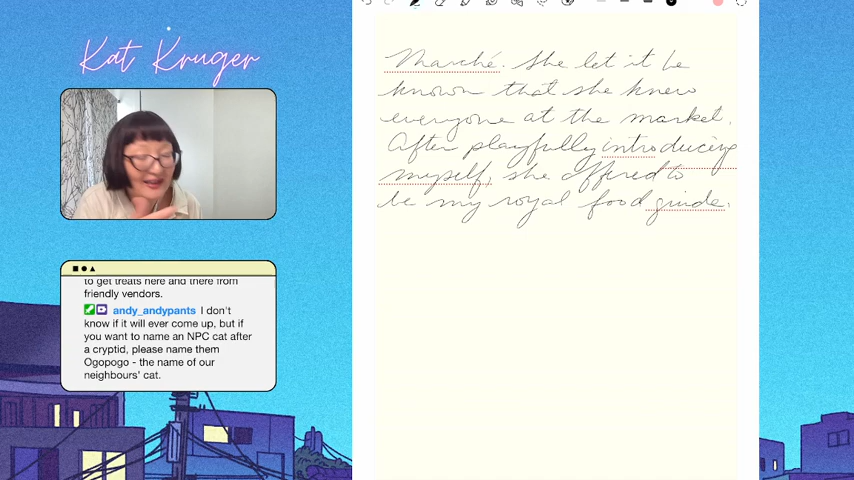 Kat Kruger
to get treats here and there from
friendly vendors.
andy_andypants I don't
know if it will ever come up, but if
you want to name an NPC cat after
a cryptid, please name them
Ogopogo - the name of our
neighbours' cat.
Marché. She let it be
known that she knew
everyone at the market.
After playfully introducing
myself, she offered to
be my royal food guide.